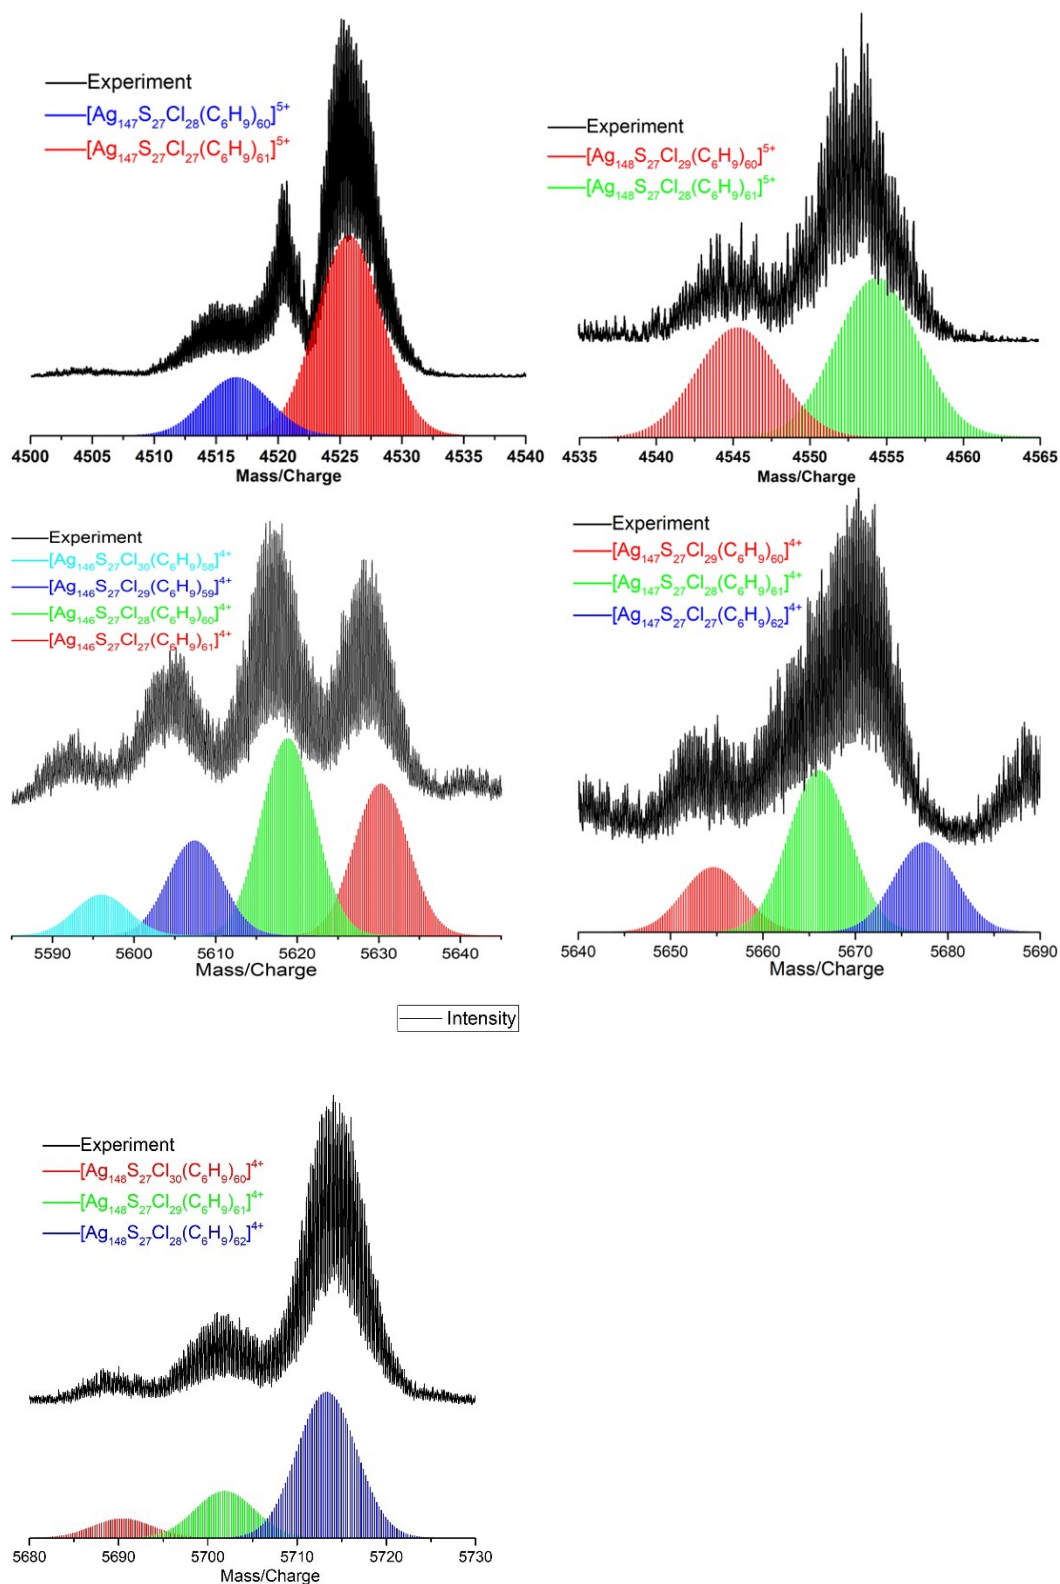 Experiment
[Ag₁₄₇S₂₇Cl₂₈(C₆H₉)₆₀]⁵⁺
[Ag₁₄₇S₂₇Cl₂₇(C₆H₉)₆₁]⁵⁺
4500 4505 4510 4515 4520 4525 4530 4535 4540
Mass/Charge
Experiment
[Ag₁₄₈S₂₇Cl₂₉(C₆H₉)₆₀]⁵⁺
[Ag₁₄₈S₂₇Cl₂₈(C₆H₉)₆₁]⁵⁺
4535 4540 4545 4550 4555 4560 4565
Mass/Charge
Experiment
[Ag₁₄₆S₂₇Cl₃₀(C₆H₉)₅₈]⁴⁺
[Ag₁₄₆S₂₇Cl₂₉(C₆H₉)₅₉]⁴⁺
[Ag₁₄₆S₂₇Cl₂₈(C₆H₉)₆₀]⁴⁺
[Ag₁₄₆S₂₇Cl₂₇(C₆H₉)₆₁]⁴⁺
5590 5600 5610 5620 5630 5640
Mass/Charge
Experiment
[Ag₁₄₇S₂₇Cl₂₉(C₆H₉)₆₀]⁴⁺
[Ag₁₄₇S₂₇Cl₂₈(C₆H₉)₆₁]⁴⁺
[Ag₁₄₇S₂₇Cl₂₇(C₆H₉)₆₂]⁴⁺
5640 5650 5660 5670 5680 5690
Mass/Charge
Intensity
Experiment
[Ag₁₄₈S₂₇Cl₃₀(C₆H₉)₆₀]⁴⁺
[Ag₁₄₈S₂₇Cl₂₉(C₆H₉)₆₁]⁴⁺
[Ag₁₄₈S₂₇Cl₂₈(C₆H₉)₆₂]⁴⁺
5680 5690 5700 5710 5720 5730
Mass/Charge